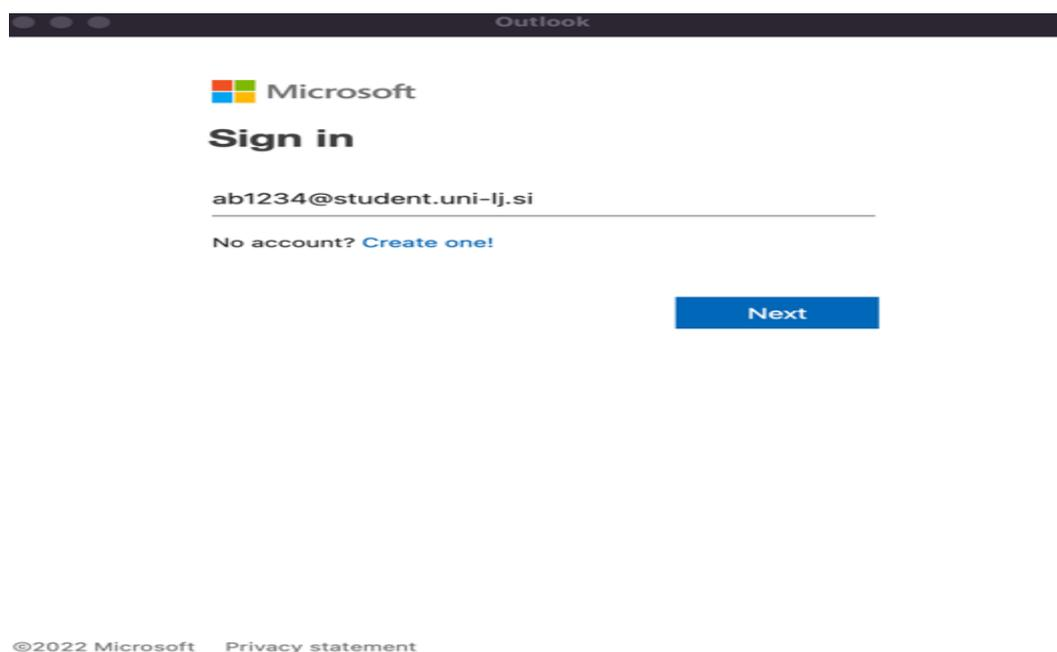 Outlook
Microsoft
Sign in
ab1234@student.uni-lj.si
No account? Create one!
Next
©2022 Microsoft Privacy statement